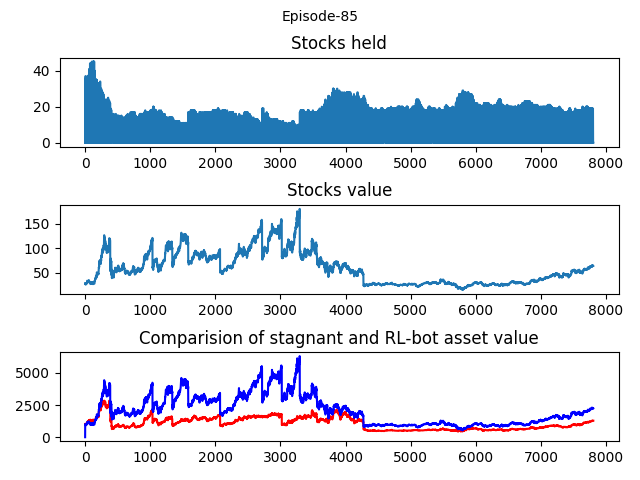 Episode-85
Stocks held
40
20
0
0 1000 2000 3000 4000 5000 6000 7000 8000
Stocks value
150
100
50
0 1000 2000 3000 4000 5000 6000 7000 8000
Comparision of stagnant and RL-bot asset value
5000
2500
0
0 1000 2000 3000 4000 5000 6000 7000 8000